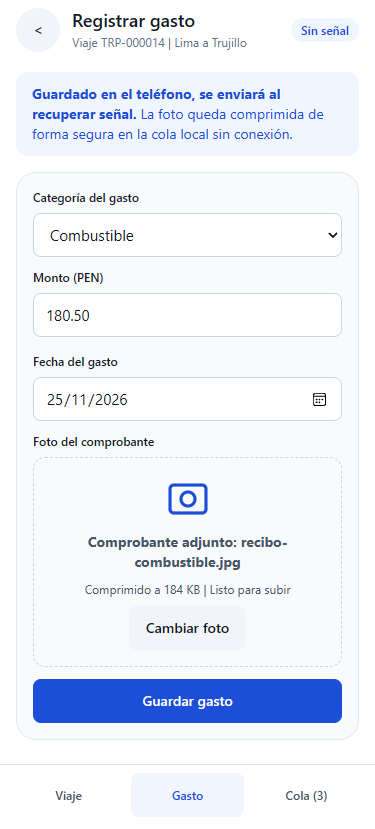 <
Registrar gasto
Viaje TRP-000014 | Lima a Trujillo
Sin señal
Guardado en el teléfono, se enviará al
recuperar señal. La foto queda comprimida de
forma segura en la cola local sin conexión.
Categoría del gasto
Combustible
Monto (PEN)
180.50
Fecha del gasto
25/11/2026
Foto del comprobante
Comprobante adjunto: recibo-
combustible.jpg
Comprimido a 184 KB | Listo para subir
Cambiar foto
Guardar gasto
Viaje
Gasto
Cola (3)